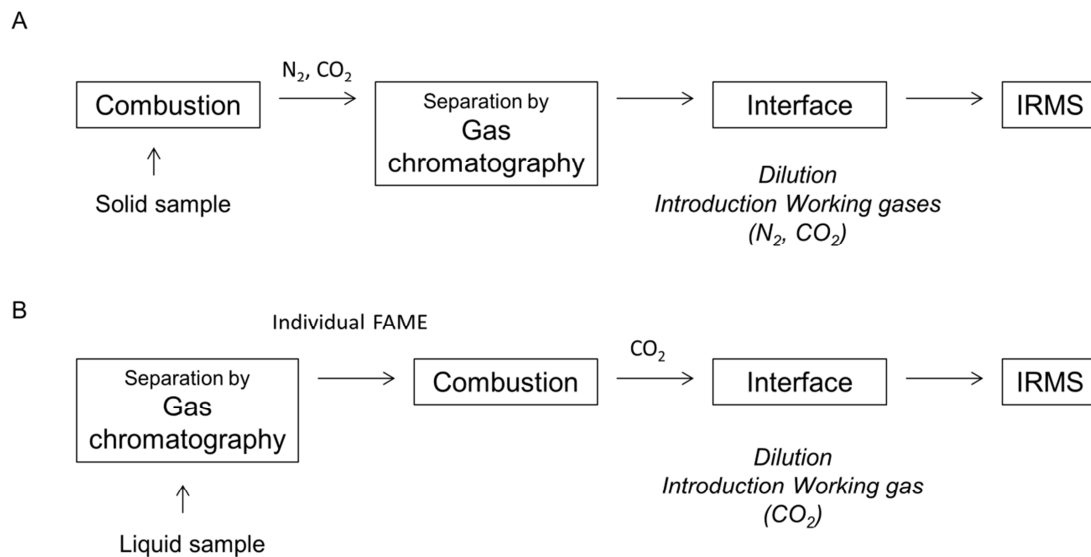 A
N₂, CO₂
Combustion
Separation by
Gas
chromatography
Interface
IRMS
Solid sample
Dilution
Introduction Working gases
(N₂, CO₂)
B
Individual FAME
Separation by
Gas
chromatography
Combustion
CO₂
Interface
IRMS
Dilution
Introduction Working gas
(CO₂)
Liquid sample